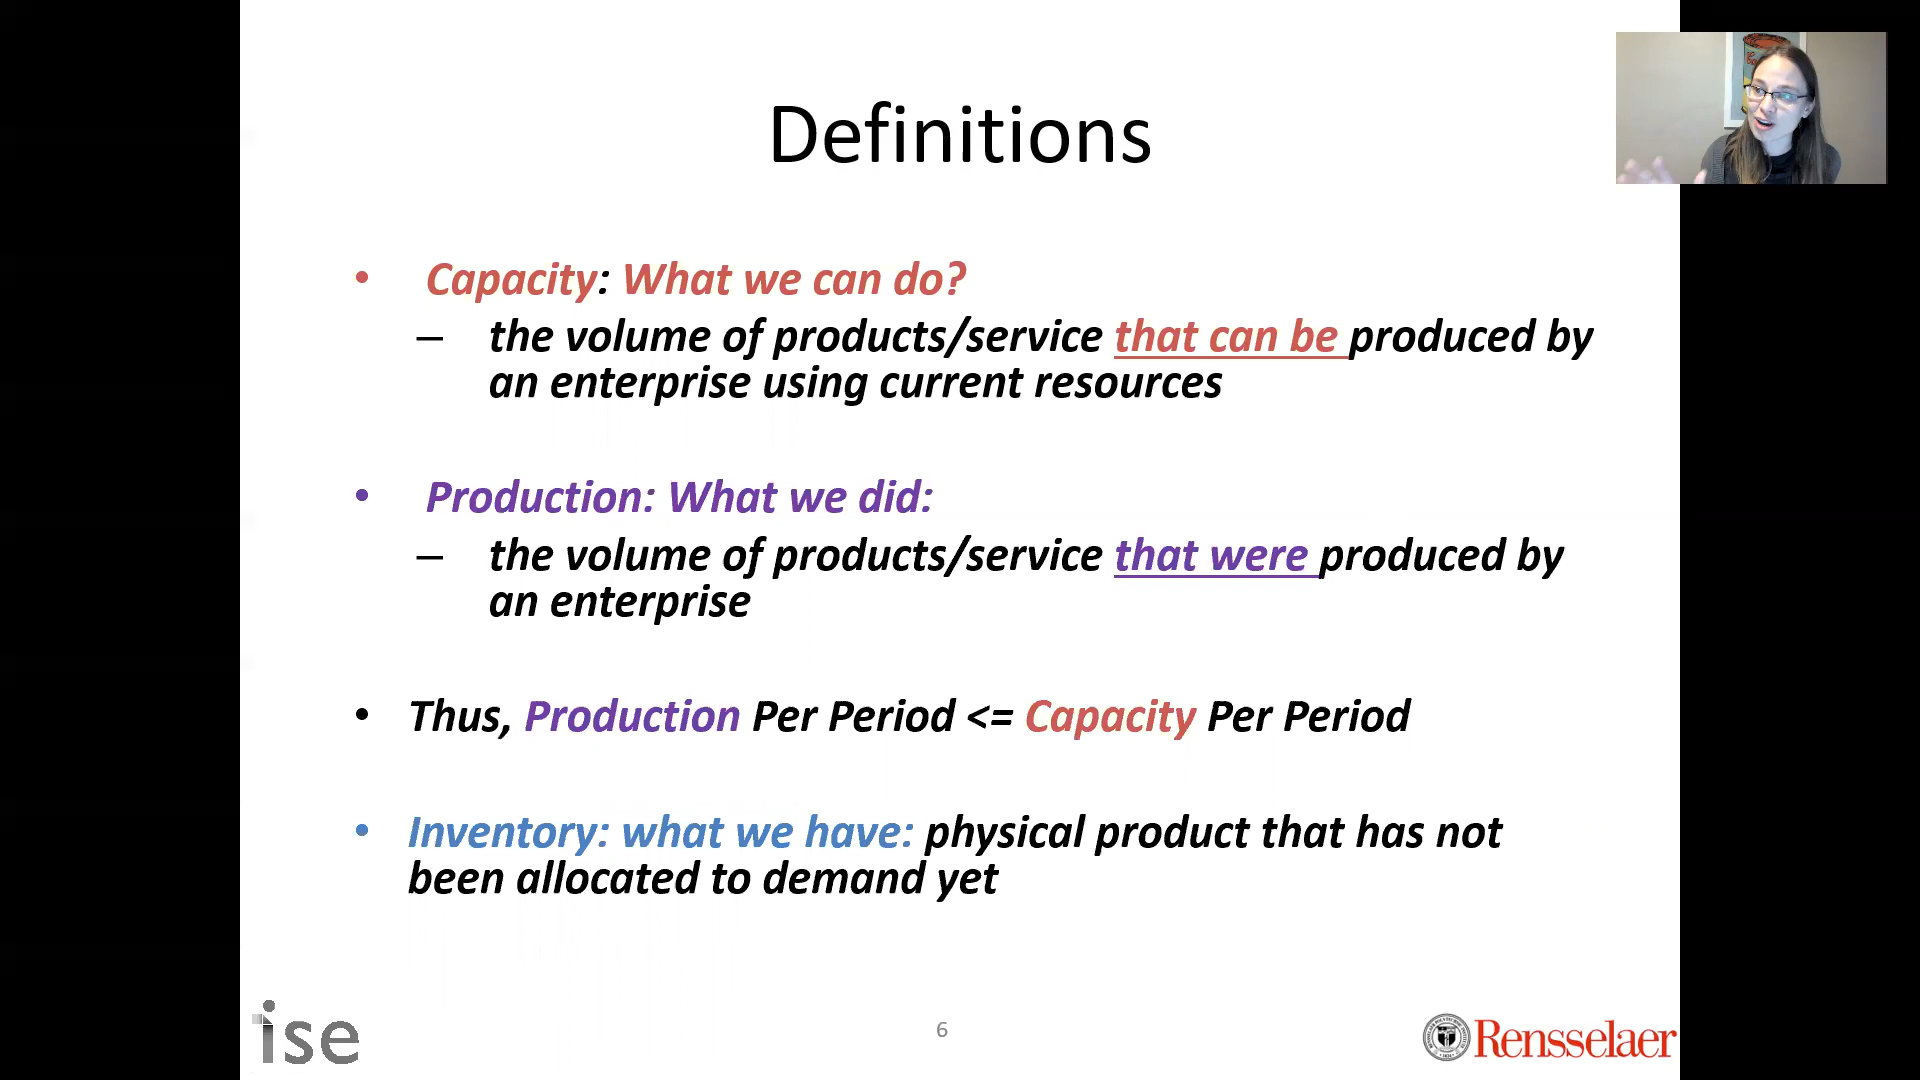 Definitions
• Capacity: What we can do?
– the volume of products/service that can be produced by
an enterprise using current resources
• Production: What we did:
– the volume of products/service that were produced by
an enterprise
• Thus, Production Per Period <= Capacity Per Period
• Inventory: what we have: physical product that has not
been allocated to demand yet
ise
6
Rensselaer